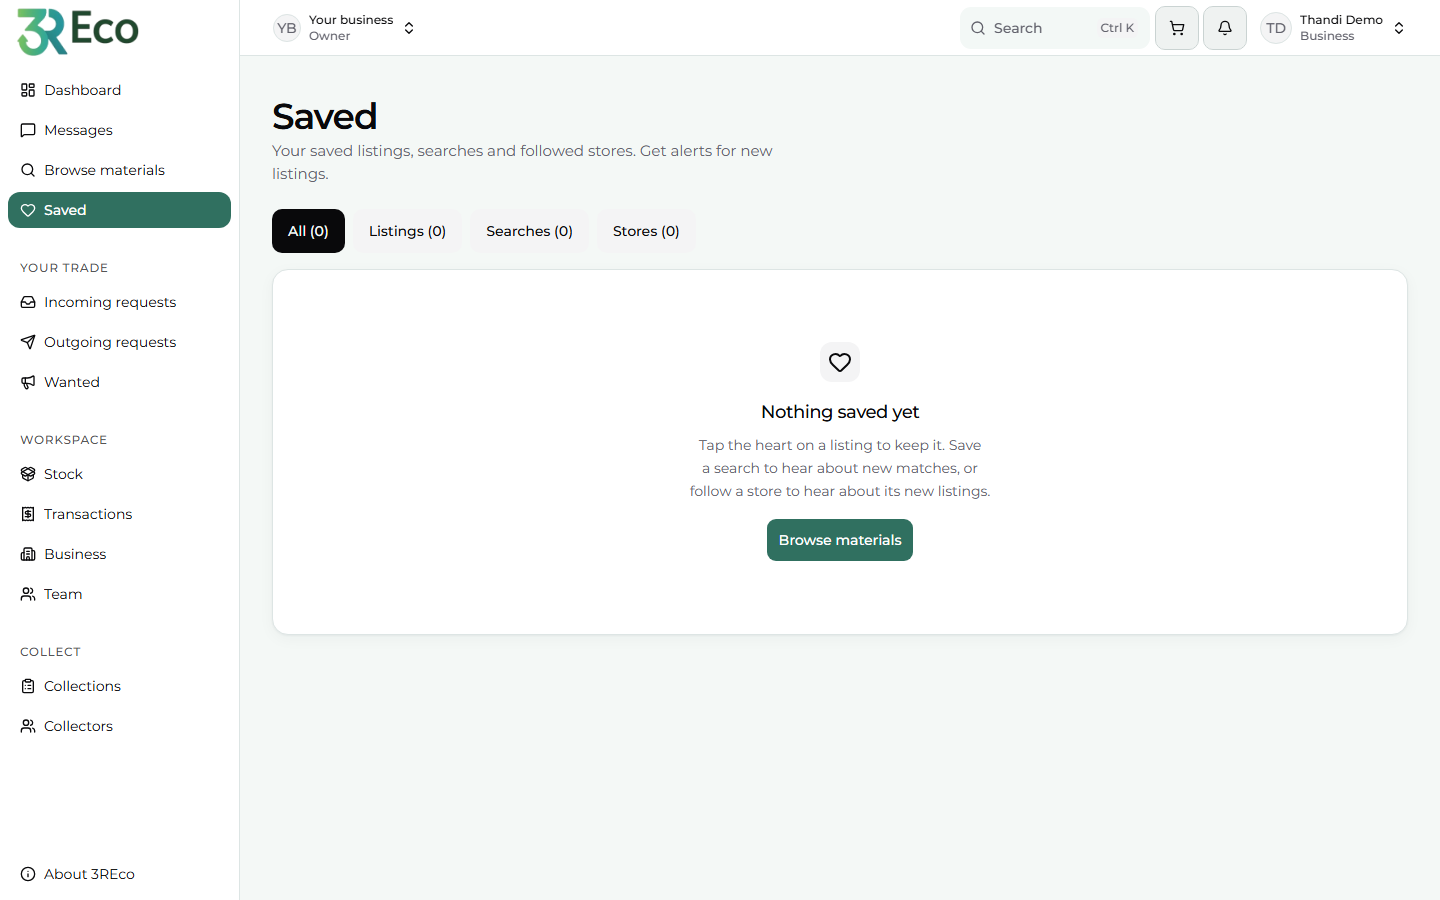 3R Eco
Dashboard
Messages
Browse materials
Saved
YOUR TRADE
Incoming requests
Outgoing requests
Wanted
WORKSPACE
Stock
Transactions
Business
Team
COLLECT
Collections
Collectors
About 3REco
YB
Your business
Owner
Search
Ctrl K
TD
Thandi Demo
Business
Saved
Your saved listings, searches and followed stores. Get alerts for new
listings.
All (0)
Listings (0)
Searches (0)
Stores (0)
Nothing saved yet
Tap the heart on a listing to keep it. Save
a search to hear about new matches, or
follow a store to hear about its new listings.
Browse materials